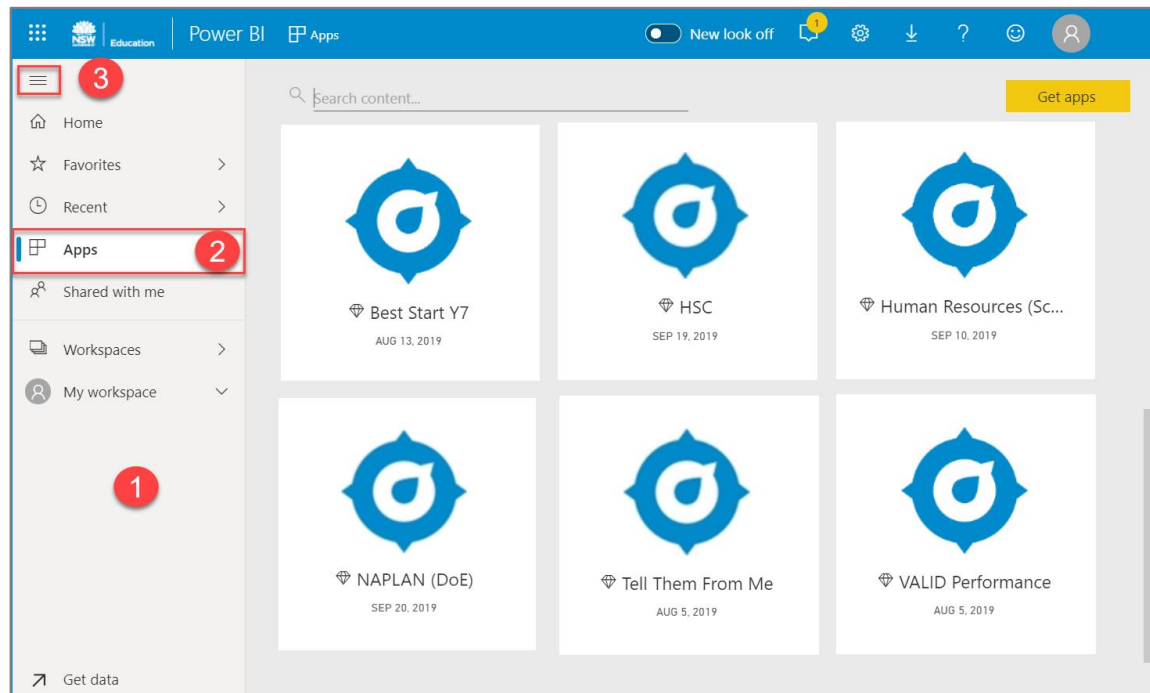 NSW Education Power BI Apps New look off 1
3
Home
Favorites
Recent
Apps 2
Shared with me
Workspaces
My workspace
1
Get data
Search content...
Get apps
Best Start Y7
AUG 13, 2019
HSC
SEP 19, 2019
Human Resources (Sc...
SEP 10, 2019
NAPLAN (DoE)
SEP 20, 2019
Tell Them From Me
AUG 5, 2019
VALID Performance
AUG 5, 2019